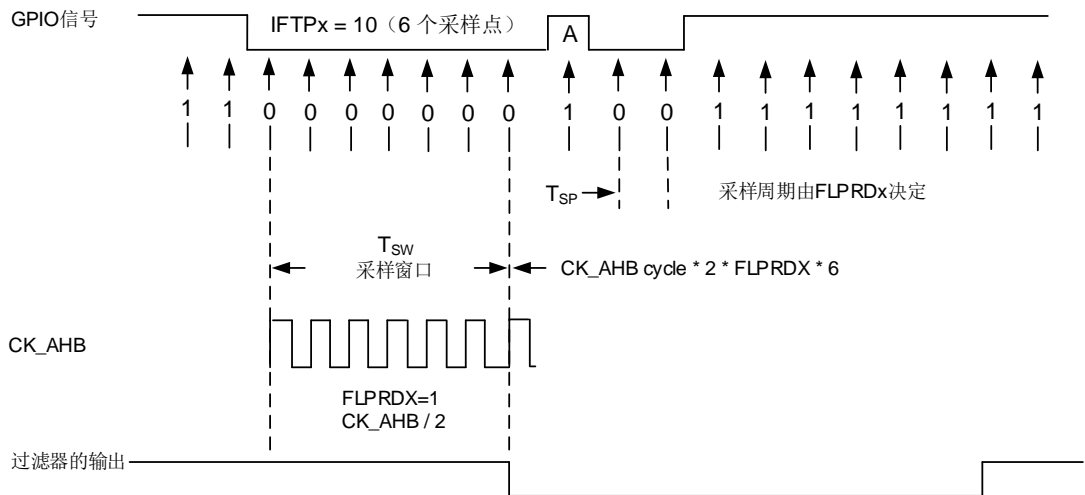 GPIO信号
IFTPx = 10（6 个采样点）
A
1 1 0 0 0 0 0 0 0 1 0 0 1 1 1 1 1 1 1 1
TSP
采样周期由FLPRDx决定
TSW
采样窗口
CK_AHB cycle * 2 * FLPRDX * 6
CK_AHB
FLPRDX=1
CK_AHB / 2
过滤器的输出